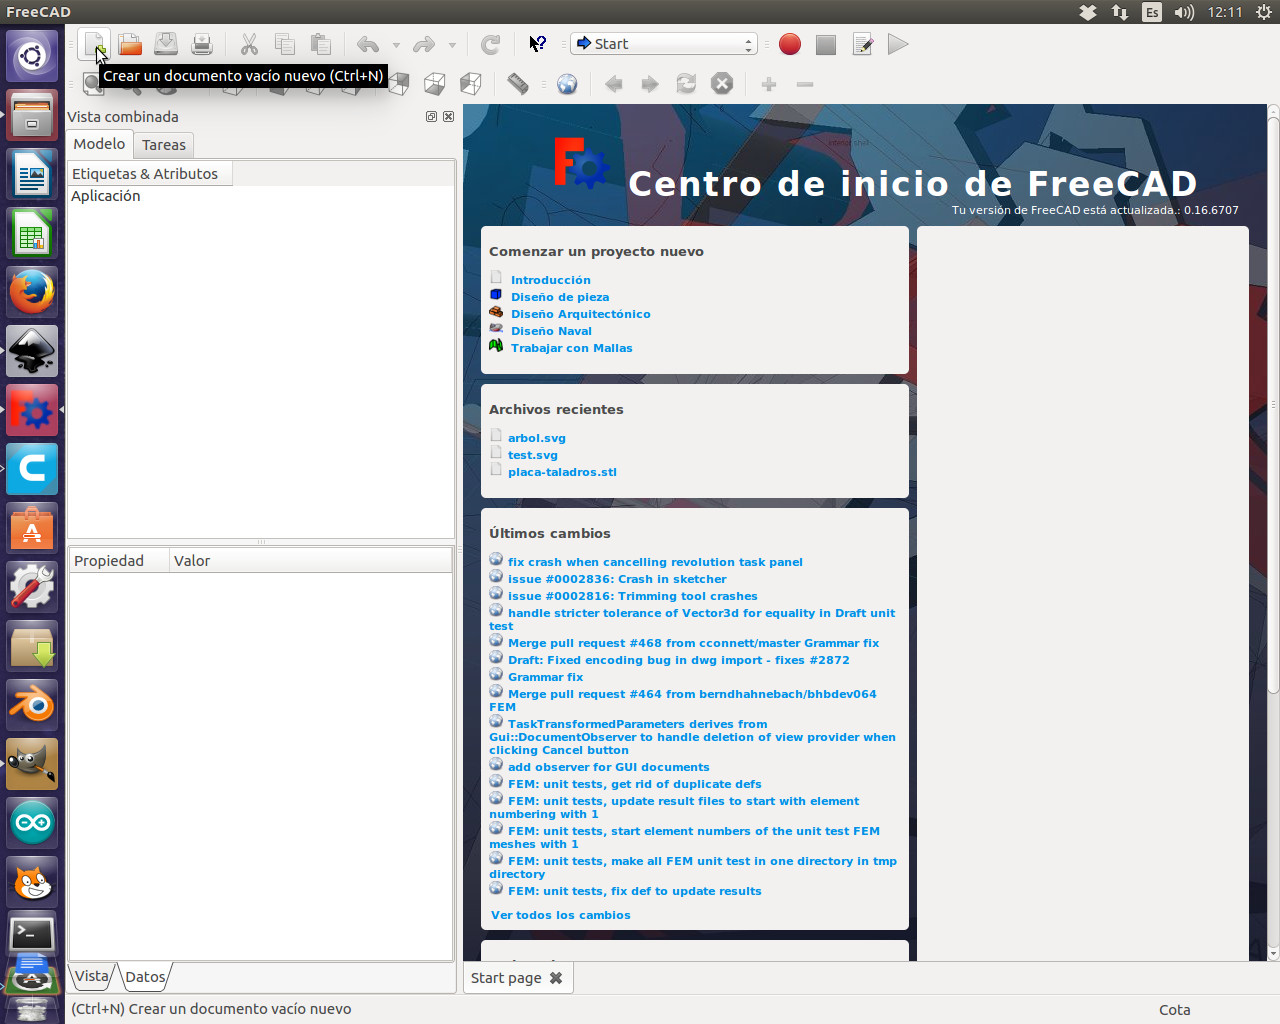 FreeCAD
Es
12:11
Start
Crear un documento vacío nuevo (Ctrl+N)
Vista combinada
Modelo
Tareas
Etiquetas & Atributos
Aplicación
Propiedad
Valor
Vista
Datos
Centro de inicio de FreeCAD
Tu versión de FreeCAD está actualizada.: 0.16.6707
Comenzar un proyecto nuevo
Introducción
Diseño de pieza
Diseño Arquitectónico
Diseño Naval
Trabajar con Mallas
Archivos recientes
arbol.svg
test.svg
placa-taladros.stl
Últimos cambios
fix crash when cancelling revolution task panel
issue #0002836: Crash in sketcher
issue #0002816: Trimming tool crashes
handle stricter tolerance of Vector3d for equality in Draft unit
test
Merge pull request #468 from cconnett/master Grammar fix
Draft: Fixed encoding bug in dwg import - fixes #2872
Grammar fix
Merge pull request #464 from berndhahnebach/bhbdev064
FEM
TaskTransformedParameters derives from
Gui::DocumentObserver to handle deletion of view provider when
clicking Cancel button
add observer for GUI documents
FEM: unit tests, get rid of duplicate defs
FEM: unit tests, update result files to start with element
numbering with 1
FEM: unit tests, start element numbers of the unit test FEM
meshes with 1
FEM: unit tests, make all FEM unit test in one directory in tmp
directory
FEM: unit tests, fix def to update results
Ver todos los cambios
Start page
(Ctrl+N) Crear un documento vacío nuevo
Cota